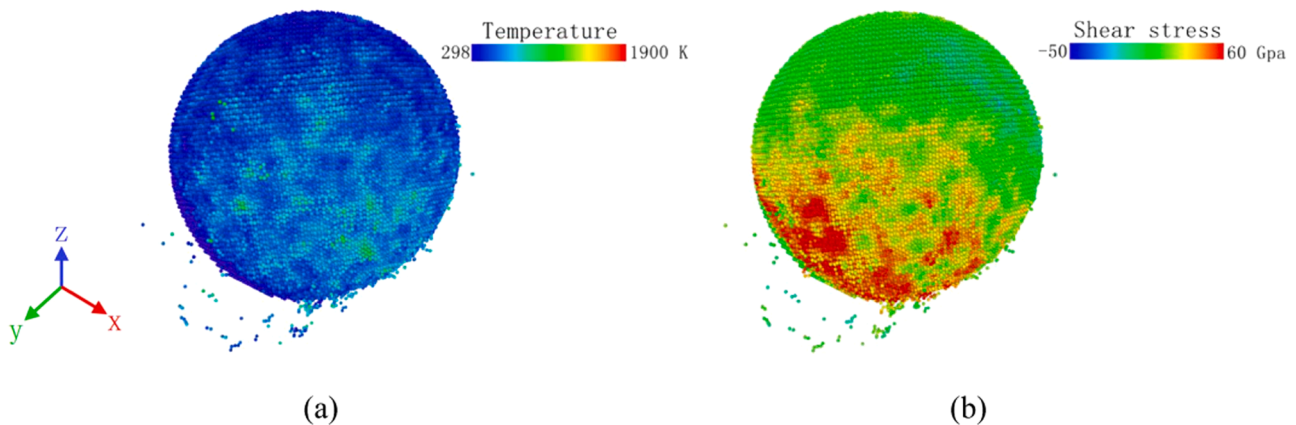 Temperature
298 1900 K
Shear stress
-50 60 Gpa
z
y x
(a) (b)